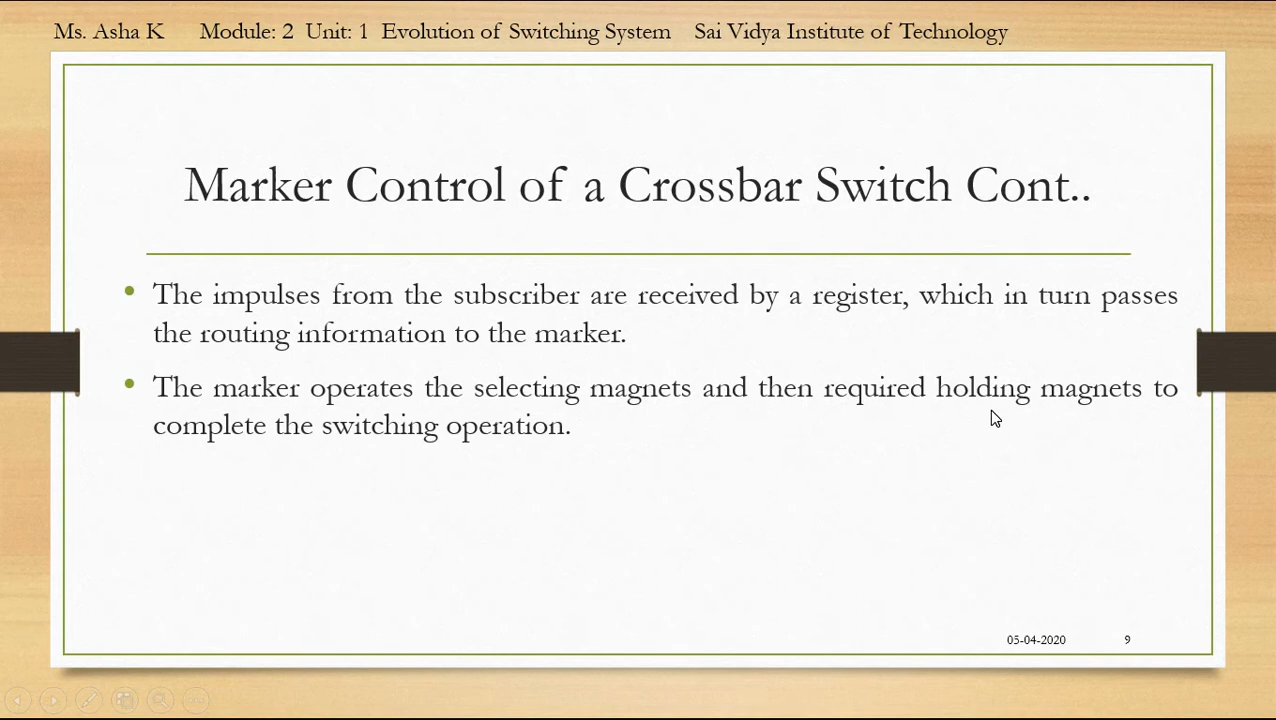 Ms. Asha K Module: 2 Unit: 1 Evolution of Switching System Sai Vidya Institute of Technology
Marker Control of a Crossbar Switch Cont..
• The impulses from the subscriber are received by a register, which in turn passes
the routing information to the marker.
• The marker operates the selecting magnets and then required holding magnets to
complete the switching operation.
05-04-2020 9